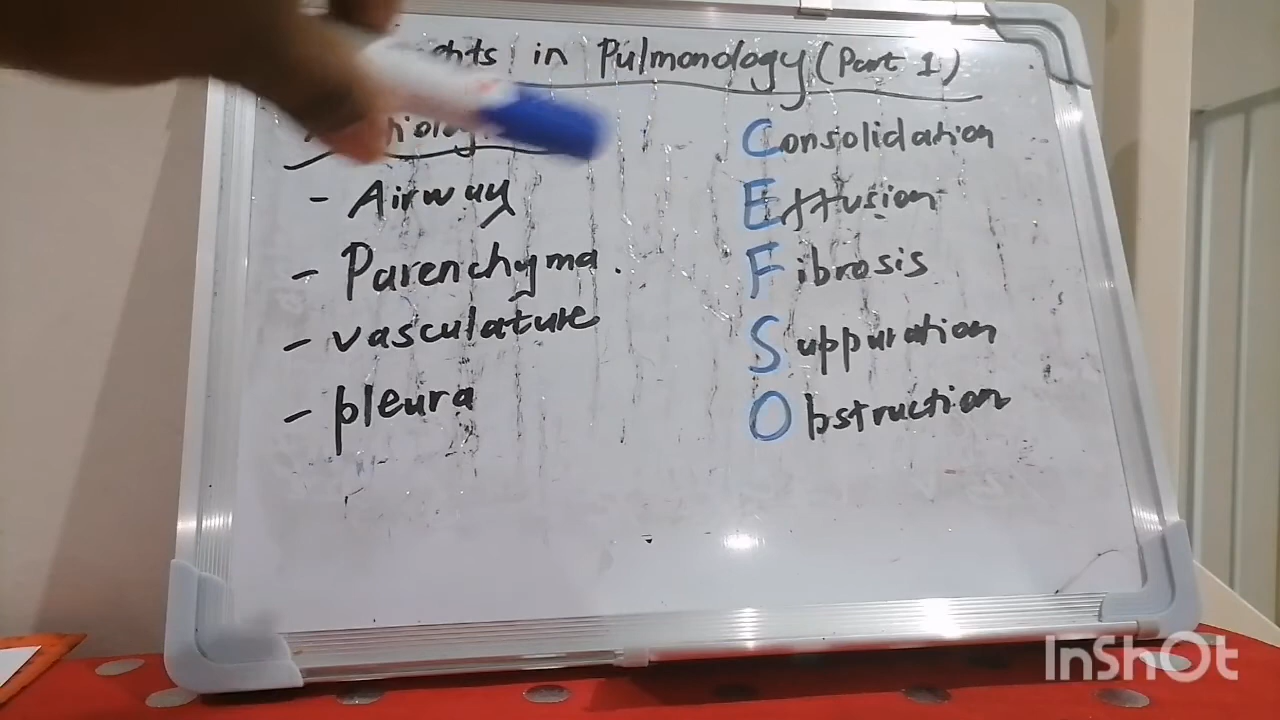 in Pulmonology (Part 1)
- Airway
- Parenchyma.
- vasculature
- pleura
Consolidation
Effusion
Fibrosis
Suppuration
Obstruction
InShOt